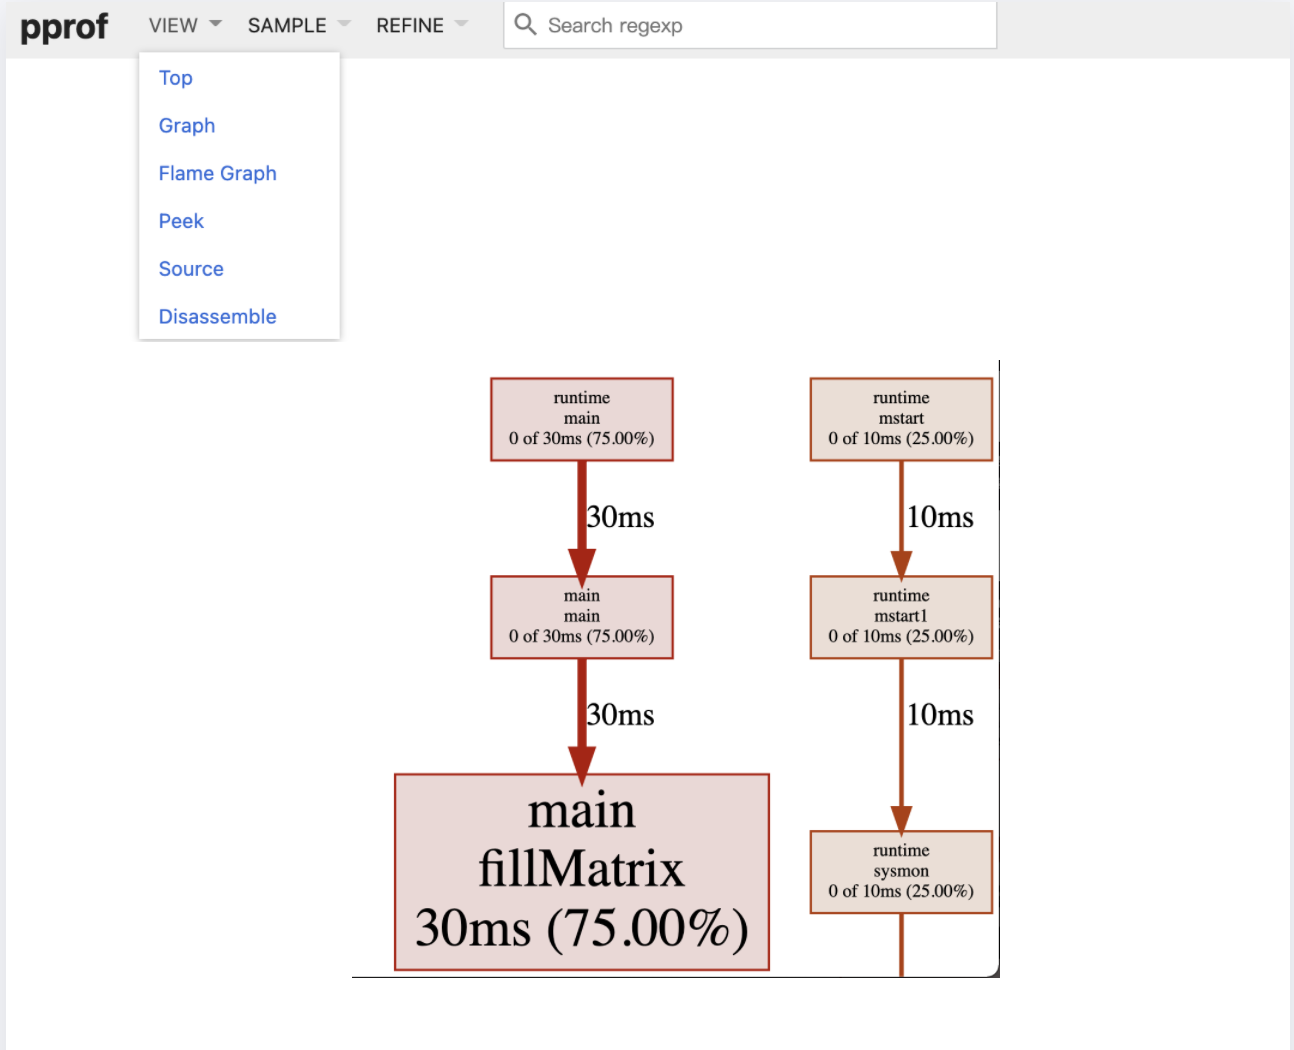 pprof VIEW SAMPLE REFINE Search regexp
Top
Graph
Flame Graph
Peek
Source
Disassemble
runtime
main
0 of 30ms (75.00%)
runtime
mstart
0 of 10ms (25.00%)
30ms
10ms
main
main
0 of 30ms (75.00%)
runtime
mstart1
0 of 10ms (25.00%)
30ms
10ms
main
fillMatrix
30ms (75.00%)
runtime
sysmon
0 of 10ms (25.00%)